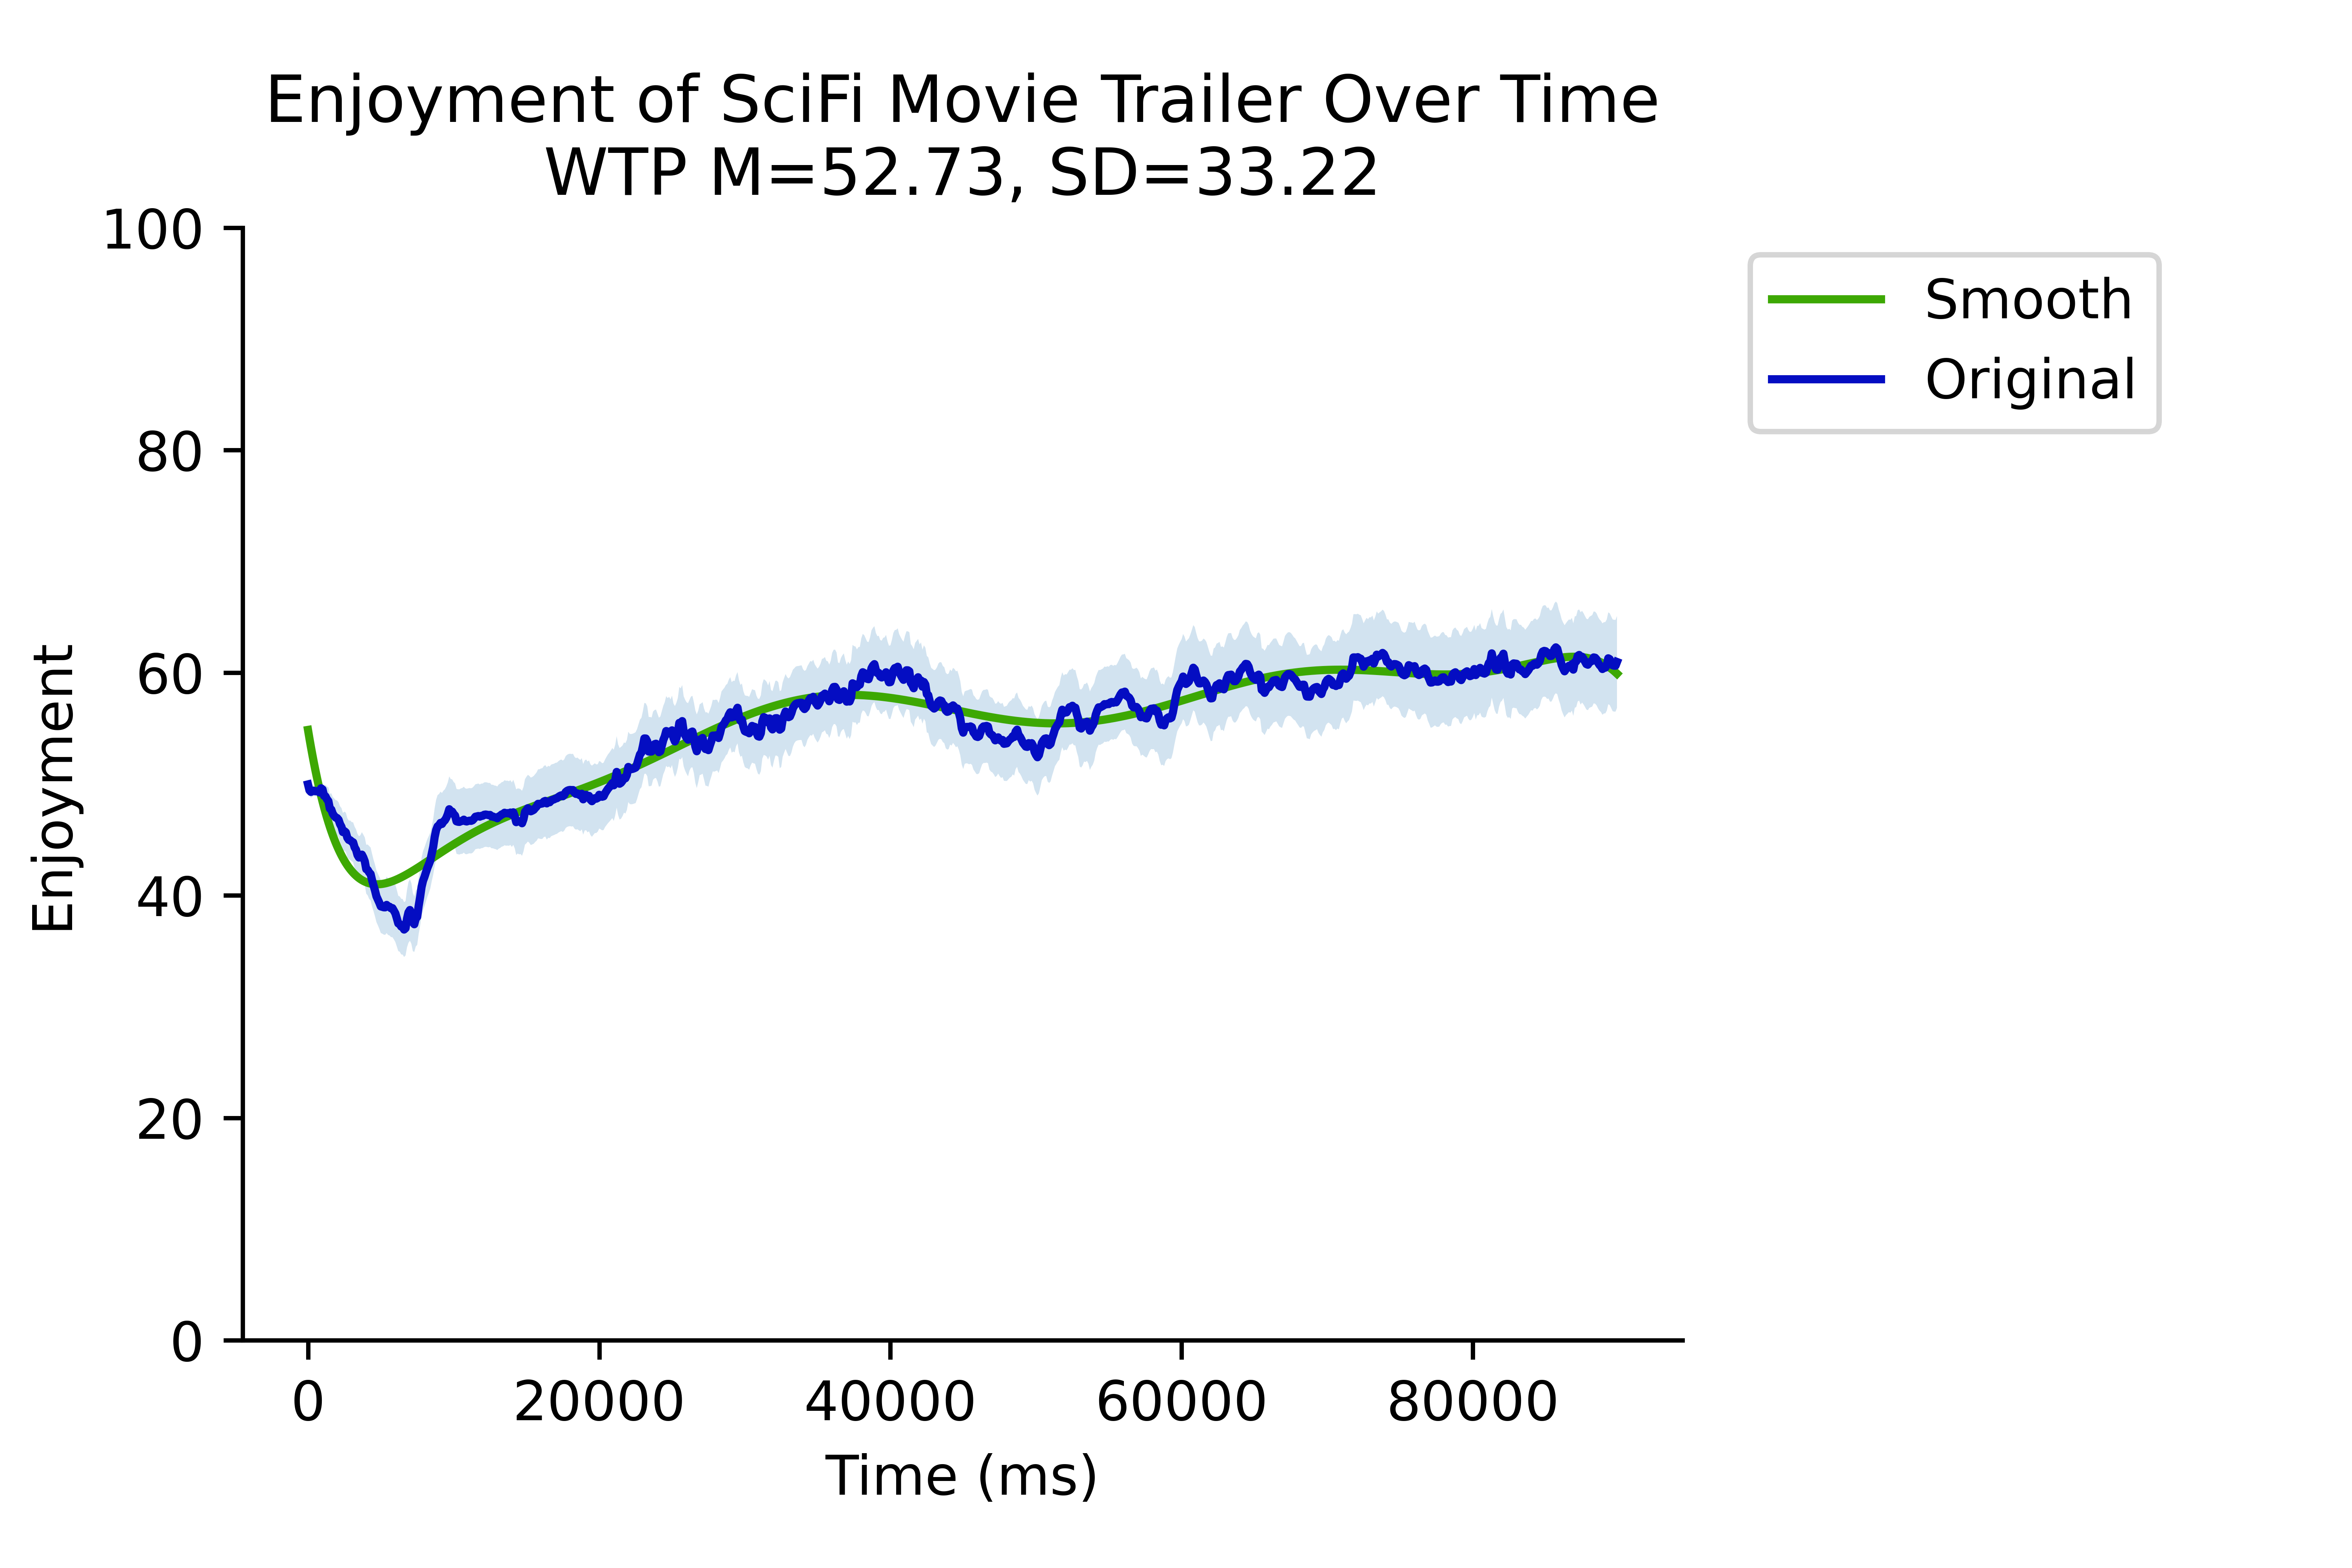 Enjoyment of SciFi Movie Trailer Over Time
WTP M=52.73, SD=33.22
100
80
60
40
20
0
Enjoyment
0 20000 40000 60000 80000
Time (ms)
Smooth
Original